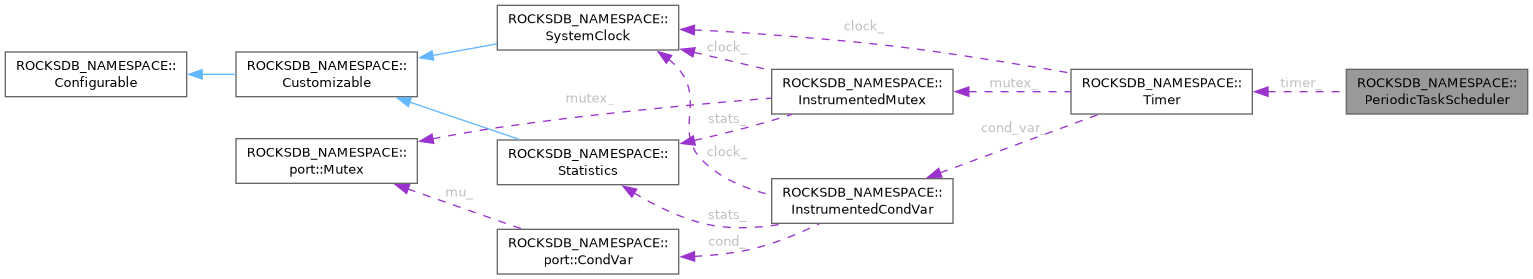 ROCKSDB_NAMESPACE::
SystemClock
clock_
ROCKSDB_NAMESPACE::
Configurable
ROCKSDB_NAMESPACE::
Customizable
clock_
ROCKSDB_NAMESPACE::
InstrumentedMutex
mutex_
ROCKSDB_NAMESPACE::
Timer
timer_
ROCKSDB_NAMESPACE::
PeriodicTaskScheduler
mutex_
stats_
cond_var_
ROCKSDB_NAMESPACE::
port::Mutex
ROCKSDB_NAMESPACE::
Statistics
clock_
mu_
ROCKSDB_NAMESPACE::
InstrumentedCondVar
stats_
ROCKSDB_NAMESPACE::
port::CondVar
cond_